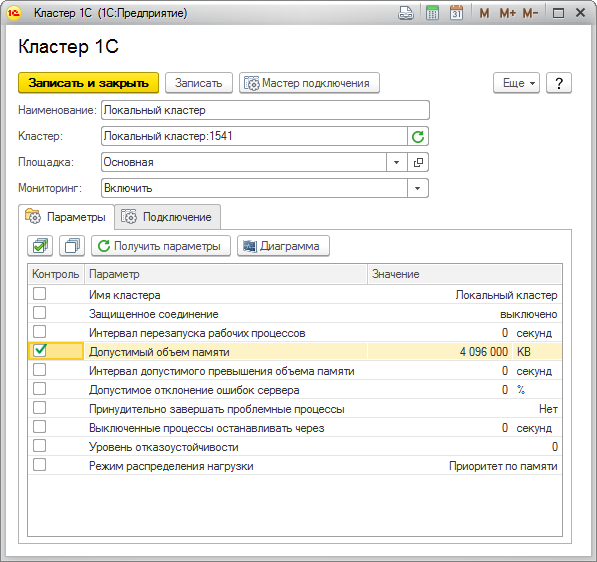 Кластер 1С (1С:Предприятие)
31
M M+ M−
Кластер 1С
Записать и закрыть Записать Мастер подключения Еще ?
Наименование: Локальный кластер
Кластер: Локальный кластер:1541
Площадка: Основная
Мониторинг: Включить
Параметры Подключение
Получить параметры Диаграмма
Контроль Параметр Значение
Имя кластера Локальный кластер
Защищенное соединение выключено
Интервал перезапуска рабочих процессов 0 секунд
Допустимый объем памяти 4 096 000 KB
Интервал допустимого превышения объема памяти 0 секунд
Допустимое отклонение ошибок сервера 0 %
Принудительно завершать проблемные процессы Нет
Выключенные процессы останавливать через 0 секунд
Уровень отказоустойчивости 0
Режим распределения нагрузки Приоритет по памяти